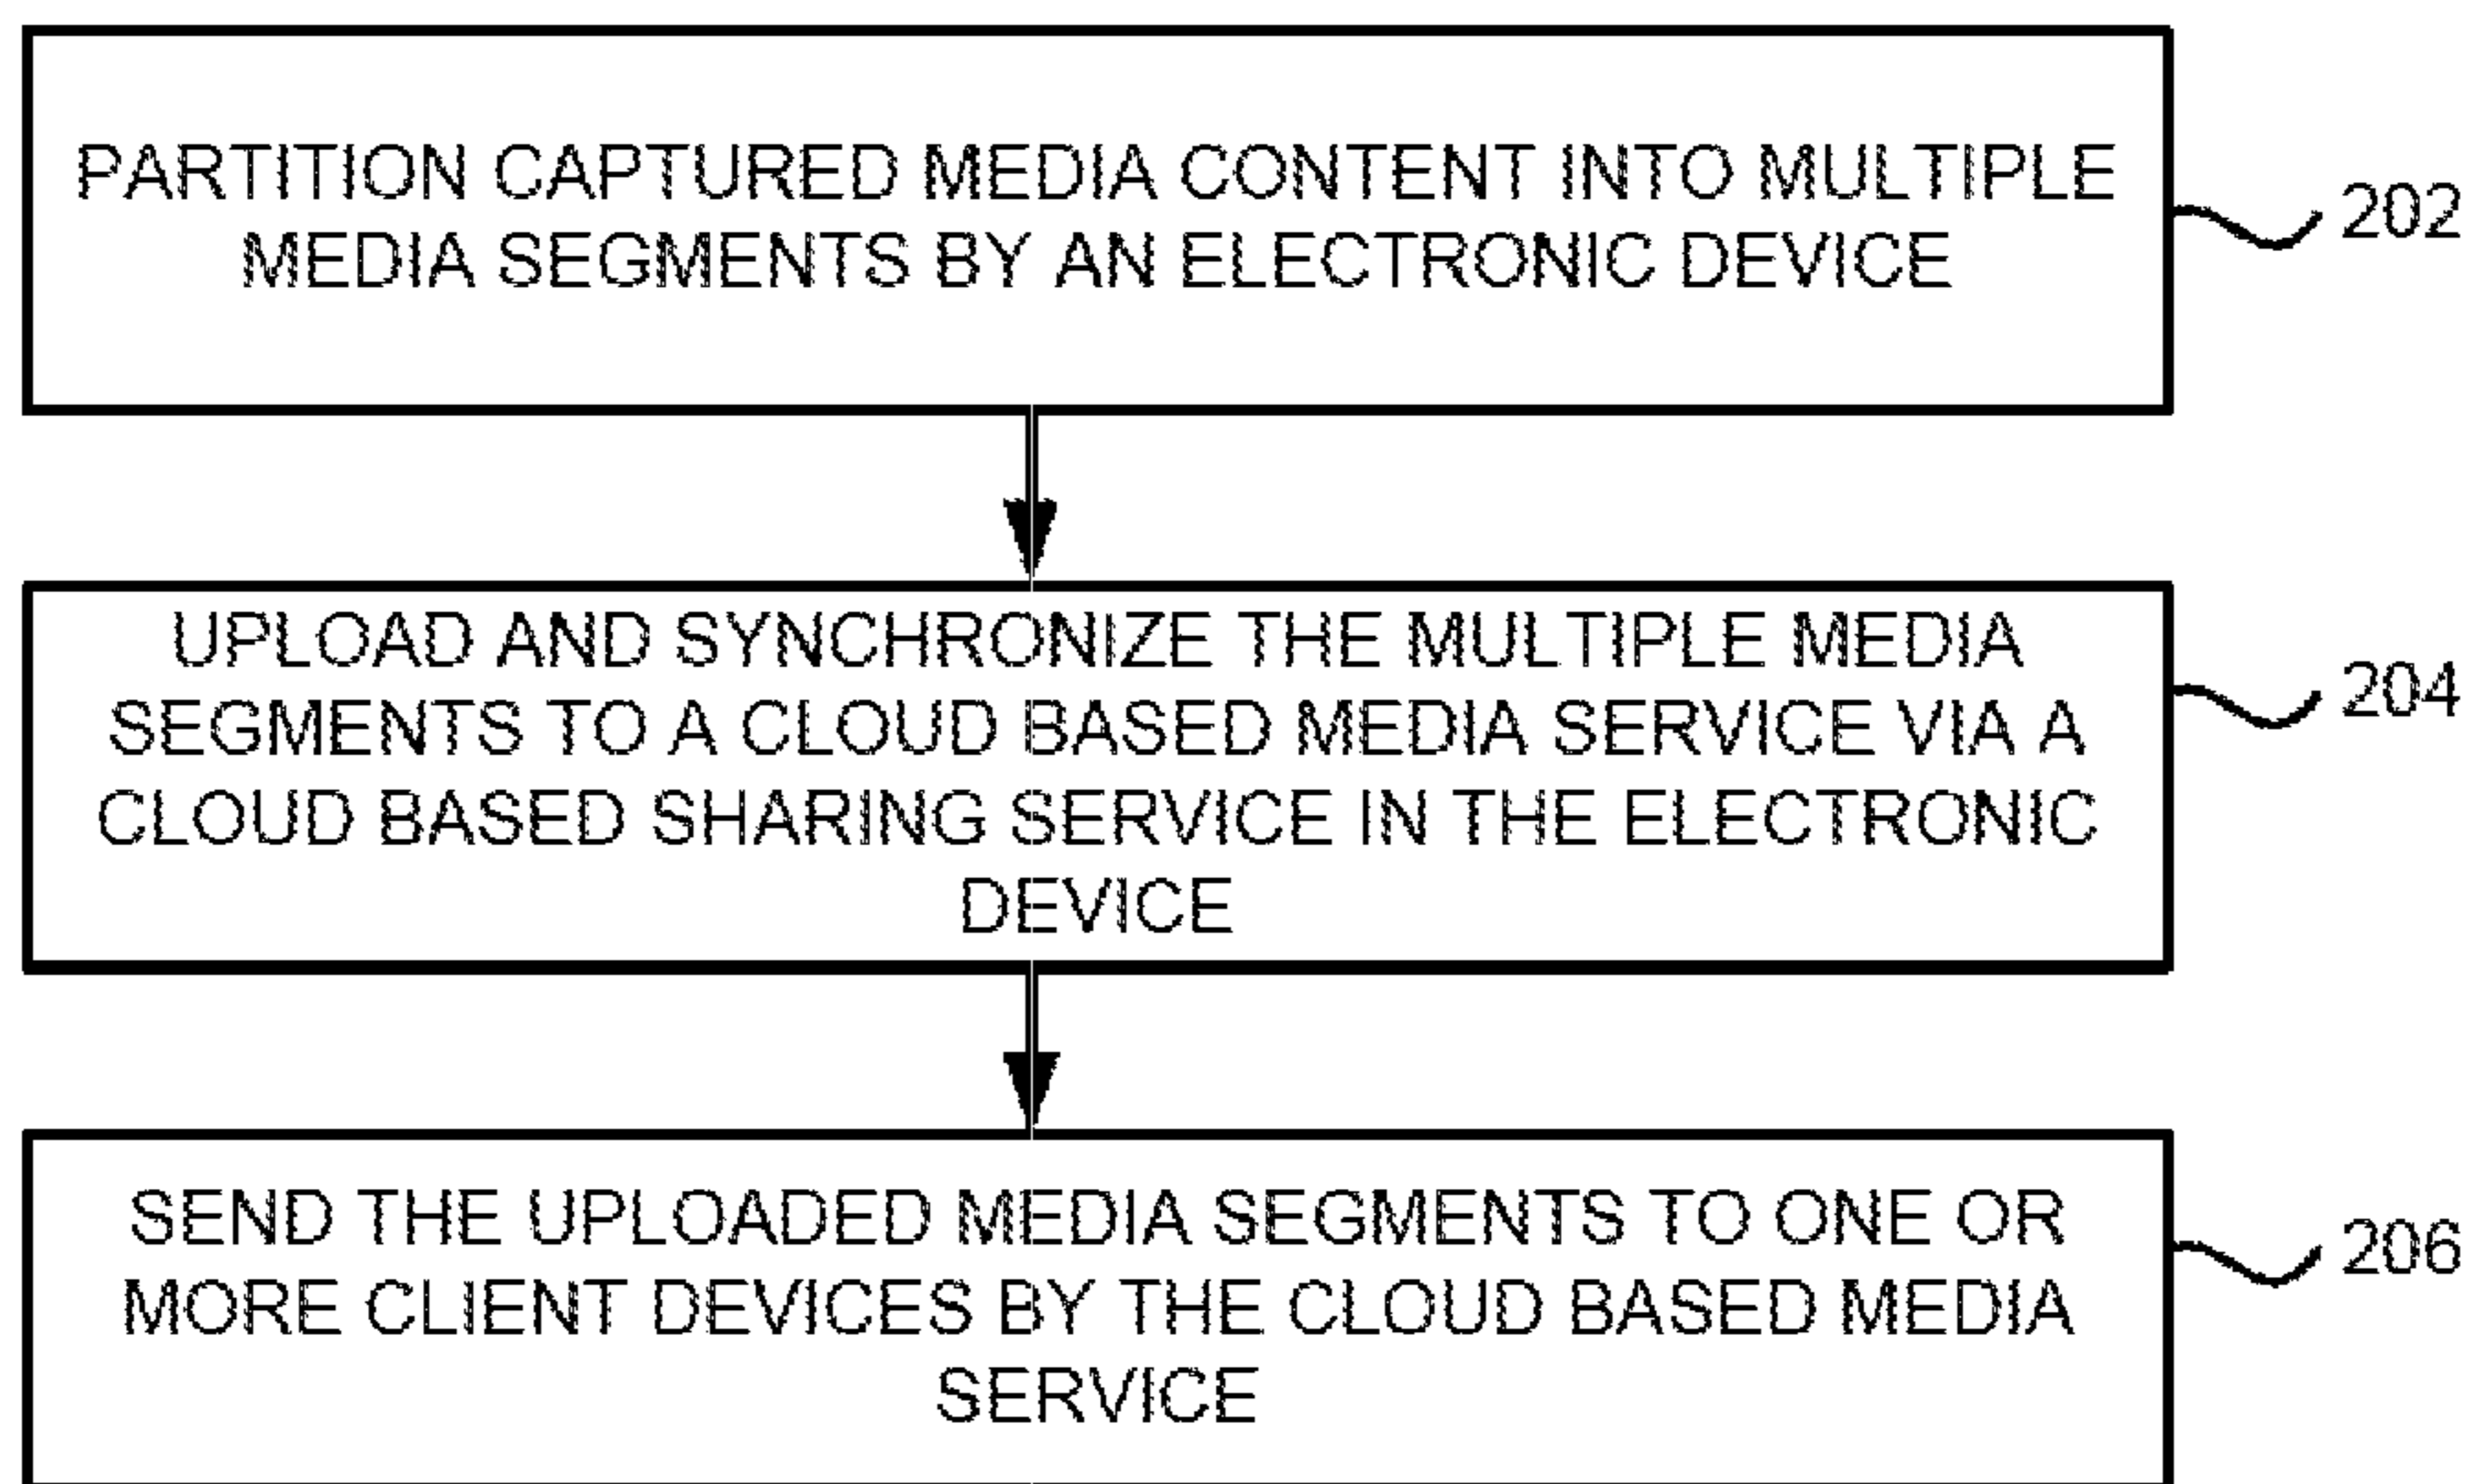 PARTITION CAPTURED MEDIA CONTENT INTO MULTIPLE
MEDIA SEGMENTS BY AN ELECTRONIC DEVICE
202
UPLOAD AND SYNCHRONIZE THE MULTIPLE MEDIA
SEGMENTS TO A CLOUD BASED MEDIA SERVICE VIA A
CLOUD BASED SHARING SERVICE IN THE ELECTRONIC
DEVICE
204
SEND THE UPLOADED MEDIA SEGMENTS TO ONE OR
MORE CLIENT DEVICES BY THE CLOUD BASED MEDIA
SERVICE
206